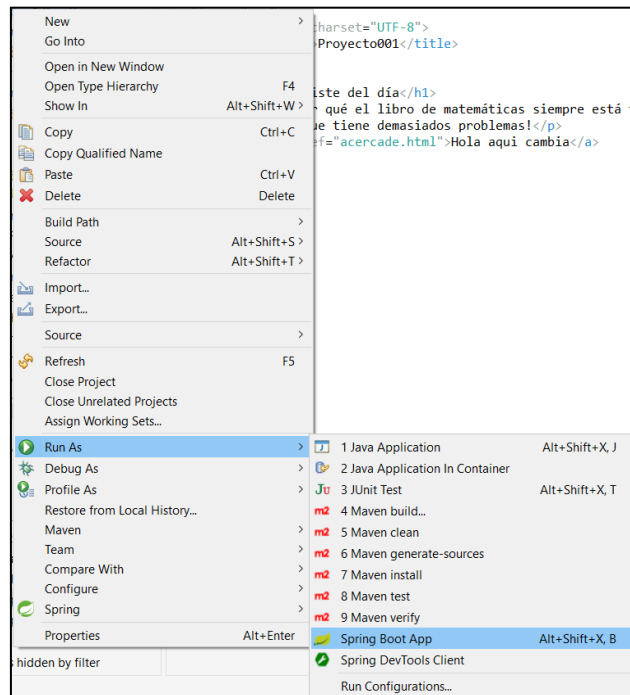 New >
Go Into
Open in New Window
Open Type Hierarchy F4
Show In Alt+Shift+W >
Copy Ctrl+C
Copy Qualified Name
Paste Ctrl+V
Delete Delete
Build Path >
Source Alt+Shift+S >
Refactor Alt+Shift+T >
Import...
Export...
Source >
Refresh F5
Close Project
Close Unrelated Projects
Assign Working Sets...
Run As >
Debug As >
Profile As >
Restore from Local History...
Maven >
Team >
Compare With >
Configure >
Spring >
Properties Alt+Enter
hidden by filter
charset="UTF-8">
>Proyecto001</title>
iste del día</h1>
r qué el libro de matemáticas siempre está
ue tiene demasiados problemas!</p>
ef="acercade.html">Hola aqui cambia</a>
1 Java Application Alt+Shift+X, J
2 Java Application In Container
JU 3 JUnit Test Alt+Shift+X, T
m2 4 Maven build...
m2 5 Maven clean
m2 6 Maven generate-sources
m2 7 Maven install
m2 8 Maven test
m2 9 Maven verify
Spring Boot App Alt+Shift+X, B
Spring DevTools Client
Run Configurations...